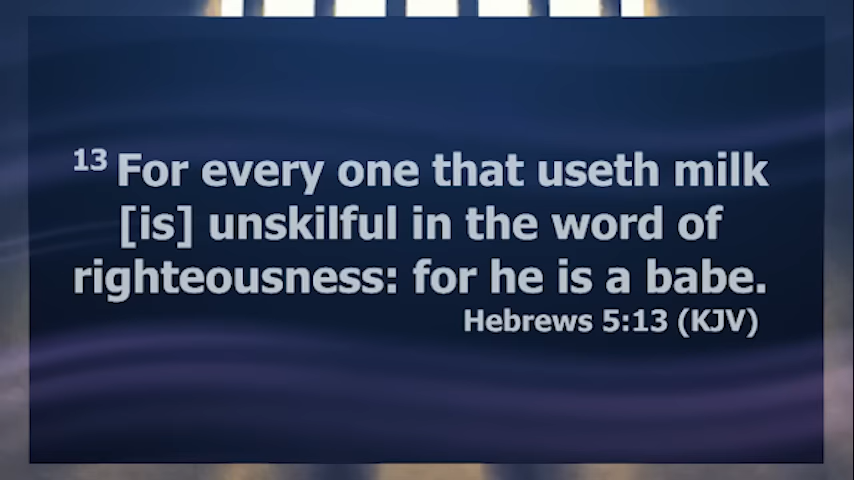 13 For every one that useth milk
[is] unskilful in the word of
righteousness: for he is a babe.
Hebrews 5:13 (KJV)